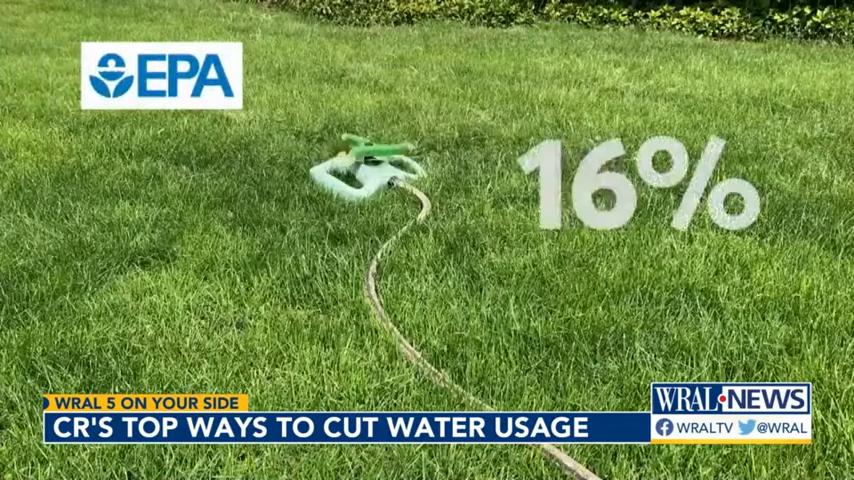 EPA
16%
WRAL 5 ON YOUR SIDE
CR'S TOP WAYS TO CUT WATER USAGE
WRAL NEWS
WRALTV @WRAL